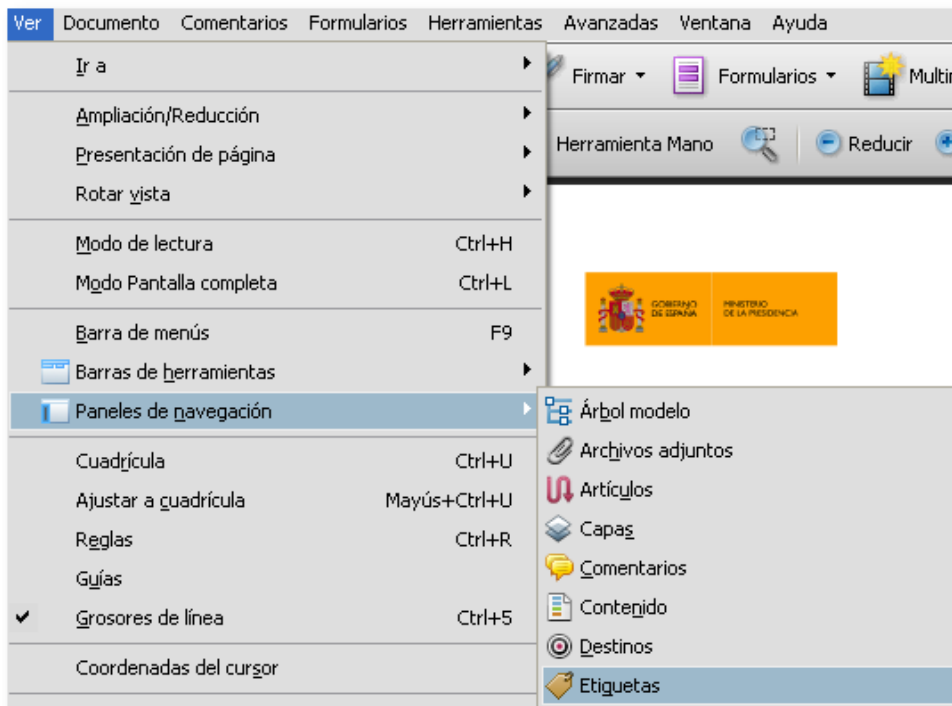 Ver Documento Comentarios Formularios Herramientas Avanzadas Ventana Ayuda
Ir a
Firmar Formularios
Ampliación/Reducción
Presentación de página
Herramienta Mano Reducir
Rotar vista
Modo de lectura Ctrl+H
Modo Pantalla completa Ctrl+L
GOBIERNO DE ESPAÑA
MINISTERIO DE LA PRESIDENCIA
Barra de menús F9
Barras de herramientas
Paneles de navegación
Árbol modelo
Archivos adjuntos
Artículos
Capas
Comentarios
Contenido
Destinos
Etiquetas
Cuadrícula Ctrl+U
Ajustar a cuadrícula Mayús+Ctrl+U
Reglas Ctrl+R
Guías
Grosores de línea Ctrl+5
Coordenadas del cursor